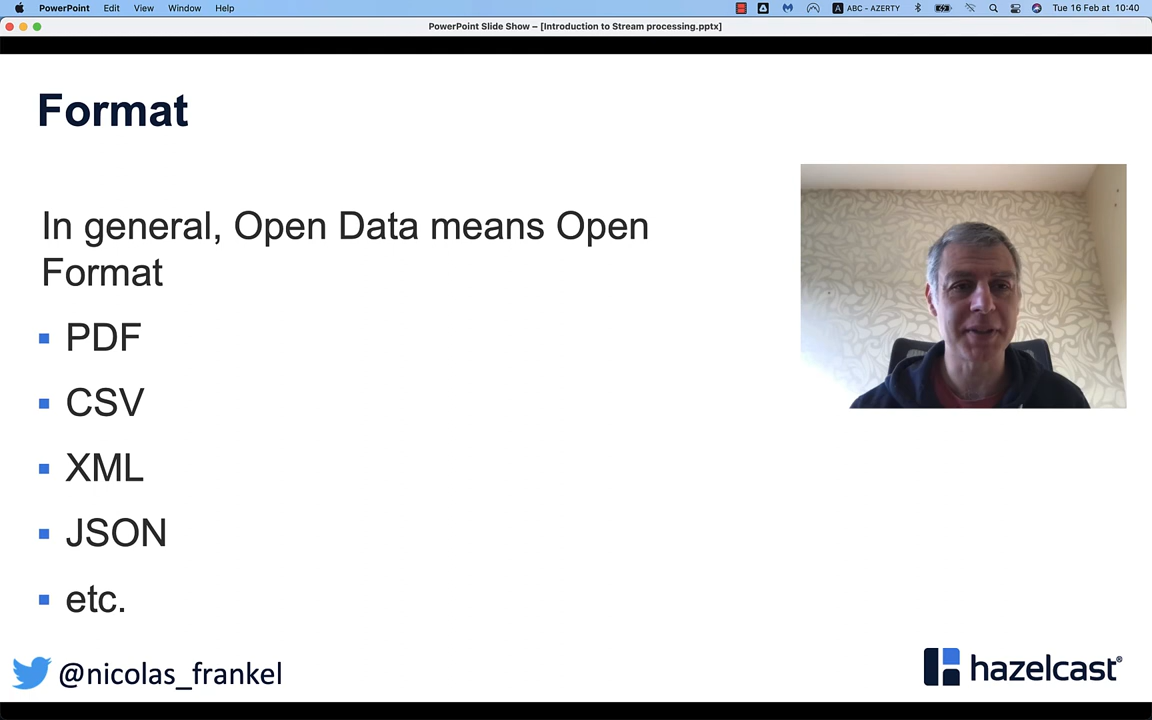 PowerPoint Edit View Window Help ABC - AZERTY Tue 16 Feb at 10:40
PowerPoint Slide Show – [Introduction to Stream processing.pptx]
Format
In general, Open Data means Open
Format
PDF
CSV
XML
JSON
etc.
@nicolas_frankel
hazelcast®